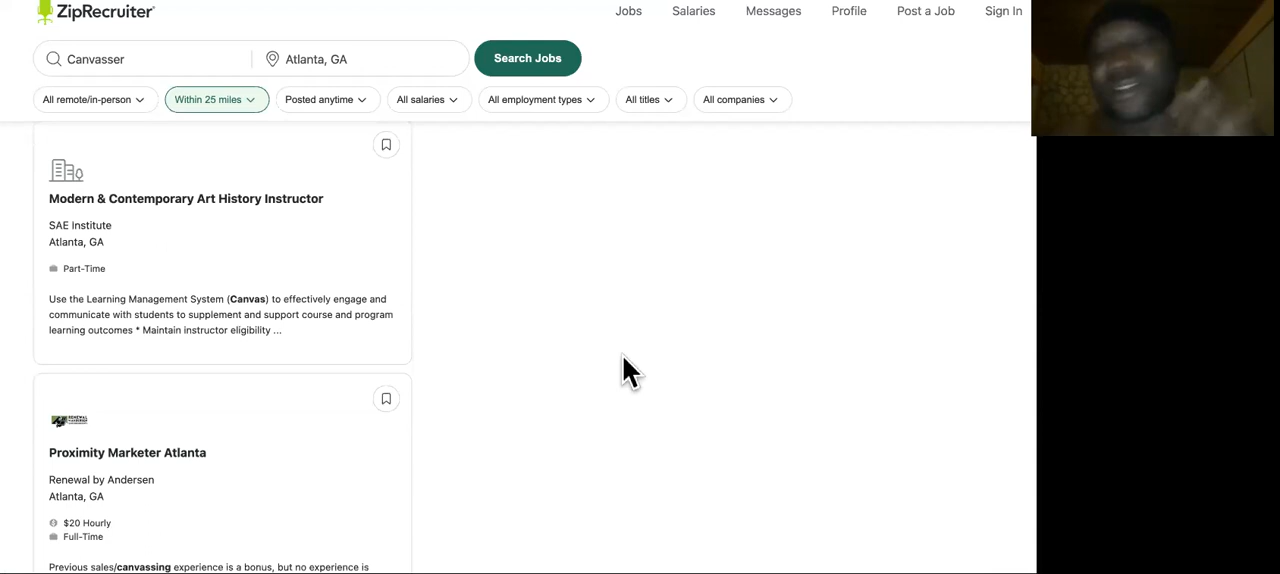 ZipRecruiter
Jobs Salaries Messages Profile Post a Job Sign In
Canvasser Atlanta, GA Search Jobs
All remote/in-person Within 25 miles Posted anytime All salaries All employment types All titles All companies
Modern & Contemporary Art History Instructor
SAE Institute
Atlanta, GA
Part-Time
Use the Learning Management System (Canvas) to effectively engage and
communicate with students to supplement and support course and program
learning outcomes * Maintain instructor eligibility ...
Proximity Marketer Atlanta
Renewal by Andersen
Atlanta, GA
$20 Hourly
Full-Time
Previous sales/canvassing experience is a bonus, but no experience is